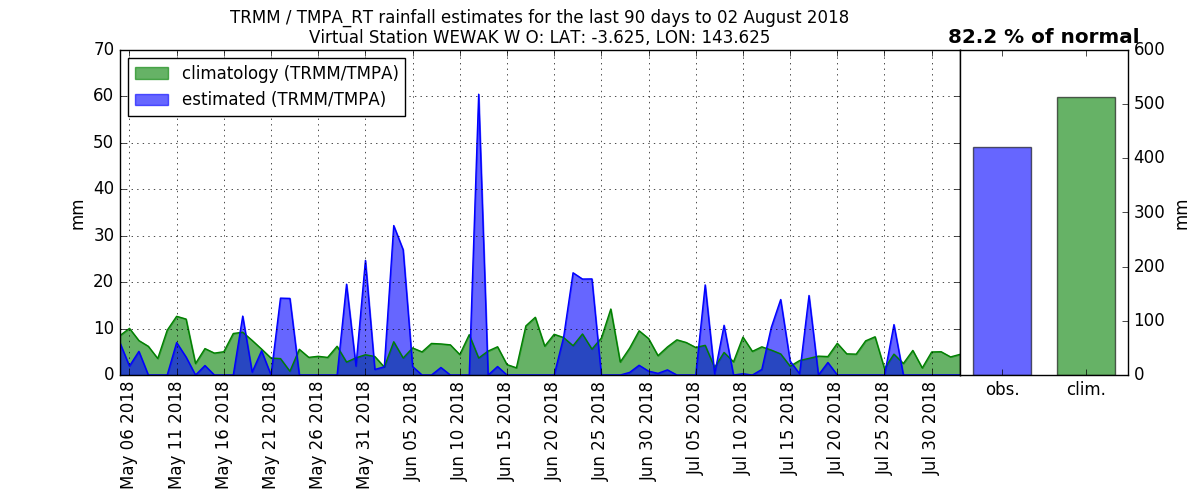 TRMM / TMPA_RT rainfall estimates for the last 90 days to 02 August 2018
Virtual Station WEWAK W O: LAT: -3.625, LON: 143.625
82.2 % of normal
climatology (TRMM/TMPA)
estimated (TRMM/TMPA)
70
60
50
40
30
20
10
0
mm
May 06 2018
May 11 2018
May 16 2018
May 21 2018
May 26 2018
May 31 2018
Jun 05 2018
Jun 10 2018
Jun 15 2018
Jun 20 2018
Jun 25 2018
Jun 30 2018
Jul 05 2018
Jul 10 2018
Jul 15 2018
Jul 20 2018
Jul 25 2018
Jul 30 2018
600
500
400
300
200
100
0
mm
obs.
clim.